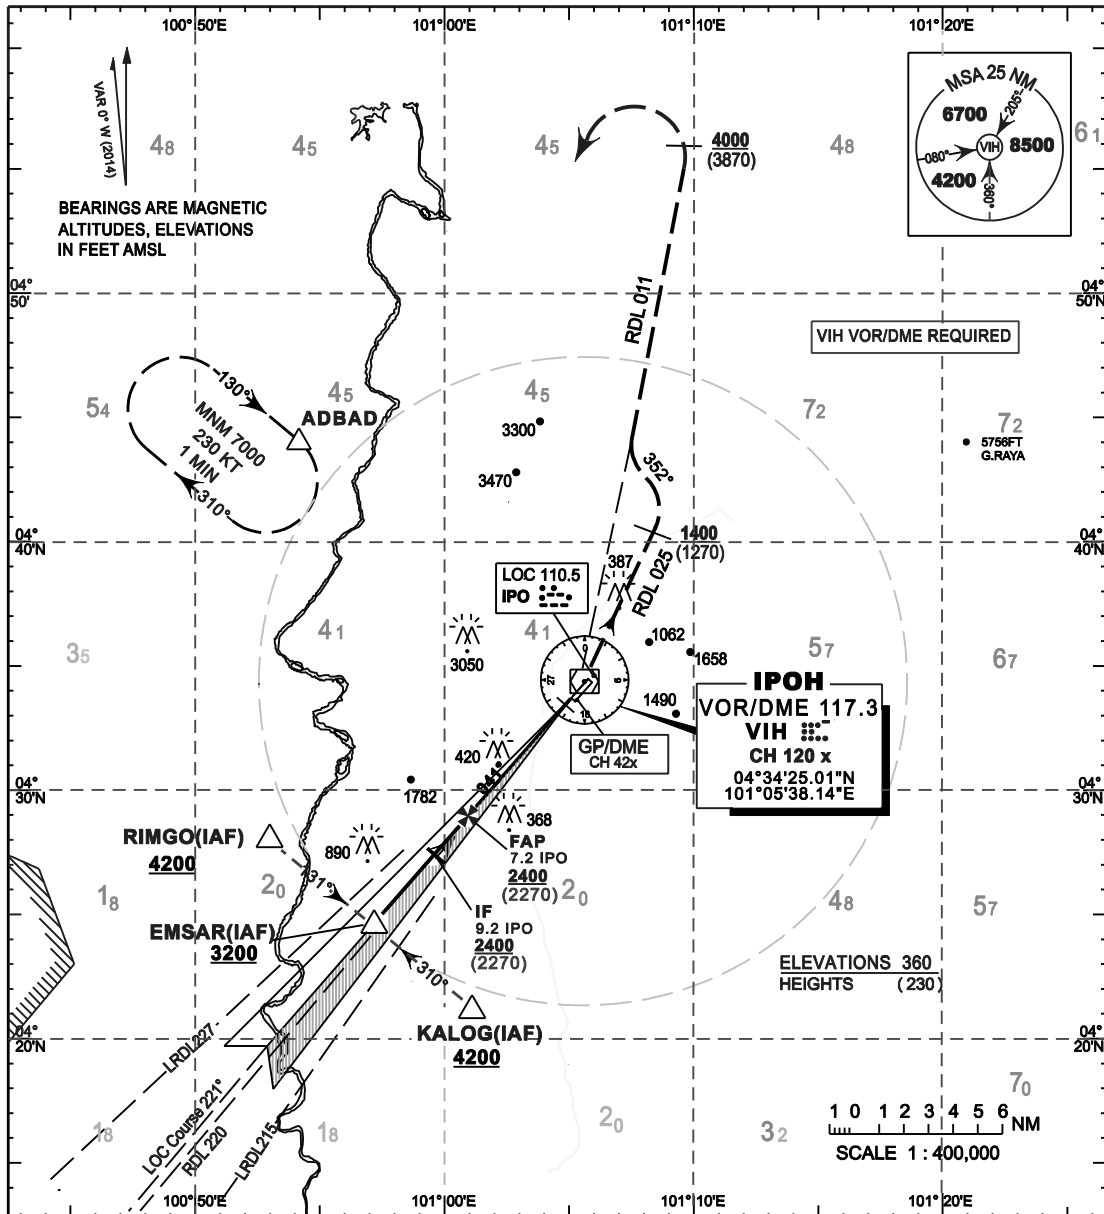 100°50'E
101°00'E
101°10'E
101°20'E
VAR 0° W (2014)
BEARINGS ARE MAGNETIC
ALTITUDES, ELEVATIONS
IN FEET AMSL
48
45
45
4000
(3870)
48
61
MSA 25 NM
6700
205°
VIH
8500
080°
4200
360°
04°
50'
04°
50'N
RDL 011
VIH VOR/DME REQUIRED
130°
ADBAD
MNM 7000
230 KT
1 MIN
310°
54
45
45
72
72
3300
3470
5756FT
G.RAYA
352°
04°
40'N
04°
40'N
1400
(1270)
387
RDL 025
LOC 110.5
IPO
35
41
41
57
67
3050
1062
1658
1490
0
27
6
18
IPOH
VOR/DME 117.3
VIH
CH 120 x
04°34'25.01"N
101°05'38.14"E
GP/DME
CH 42x
420
041°
1782
04°
30'N
04°
30'N
368
890
RIMGO(IAF)
4200
131°
FAP
7.2 IPO
2400
(2270)
18
20
20
48
57
EMSAR(IAF)
3200
IF
9.2 IPO
2400
(2270)
310°
ELEVATIONS 360
HEIGHTS (230)
KALOG(IAF)
4200
04°
20'N
04°
20'N
LRDL227
LOC Course 221°
RDL 220
LRDL215
18
18
20
32
70
1 0 1 2 3 4 5 6 NM
SCALE 1 : 400,000
100°50'E
101°00'E
101°10'E
101°20'E